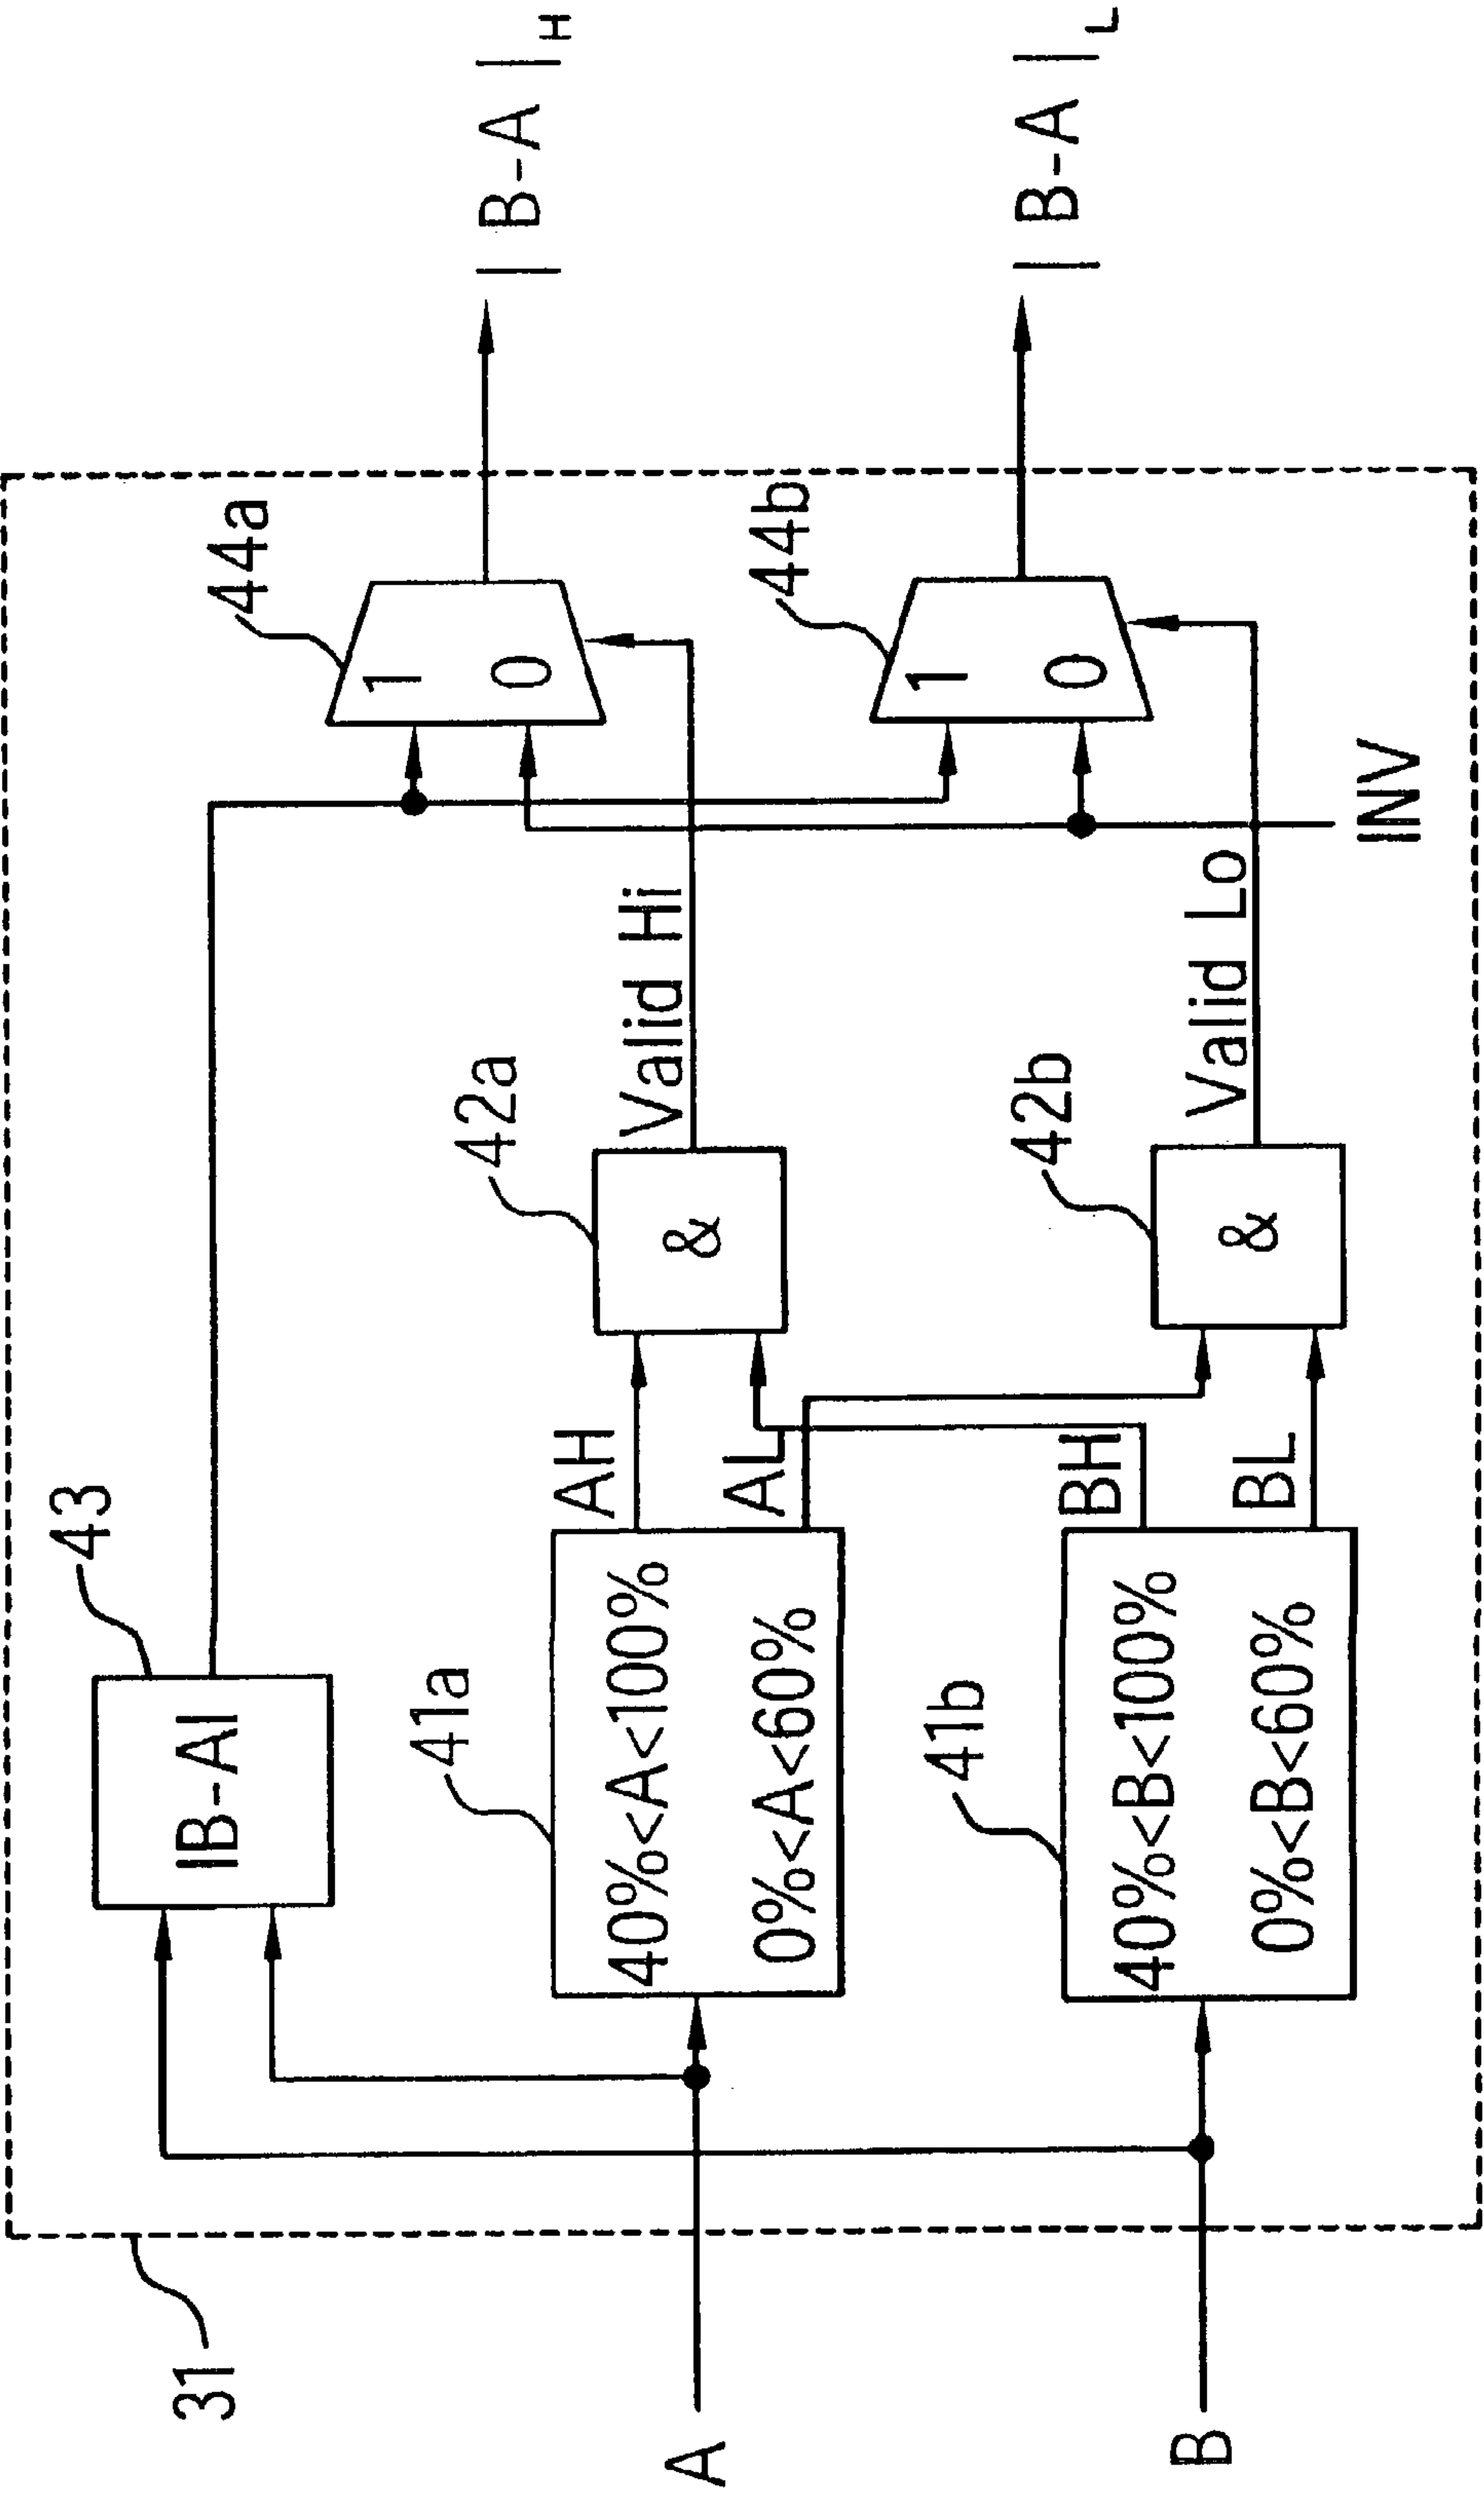 31
43
IB-AI
41a
40%<A<100%
0%<A<60%
AH
AL
A
41b
40%<B<100%
0%<B<60%
BH
BL
B
42a
&
Valid Hi
42b
&
Valid Lo
INV
44a
1
0
44b
1
0
|B-A|H
|B-A|L